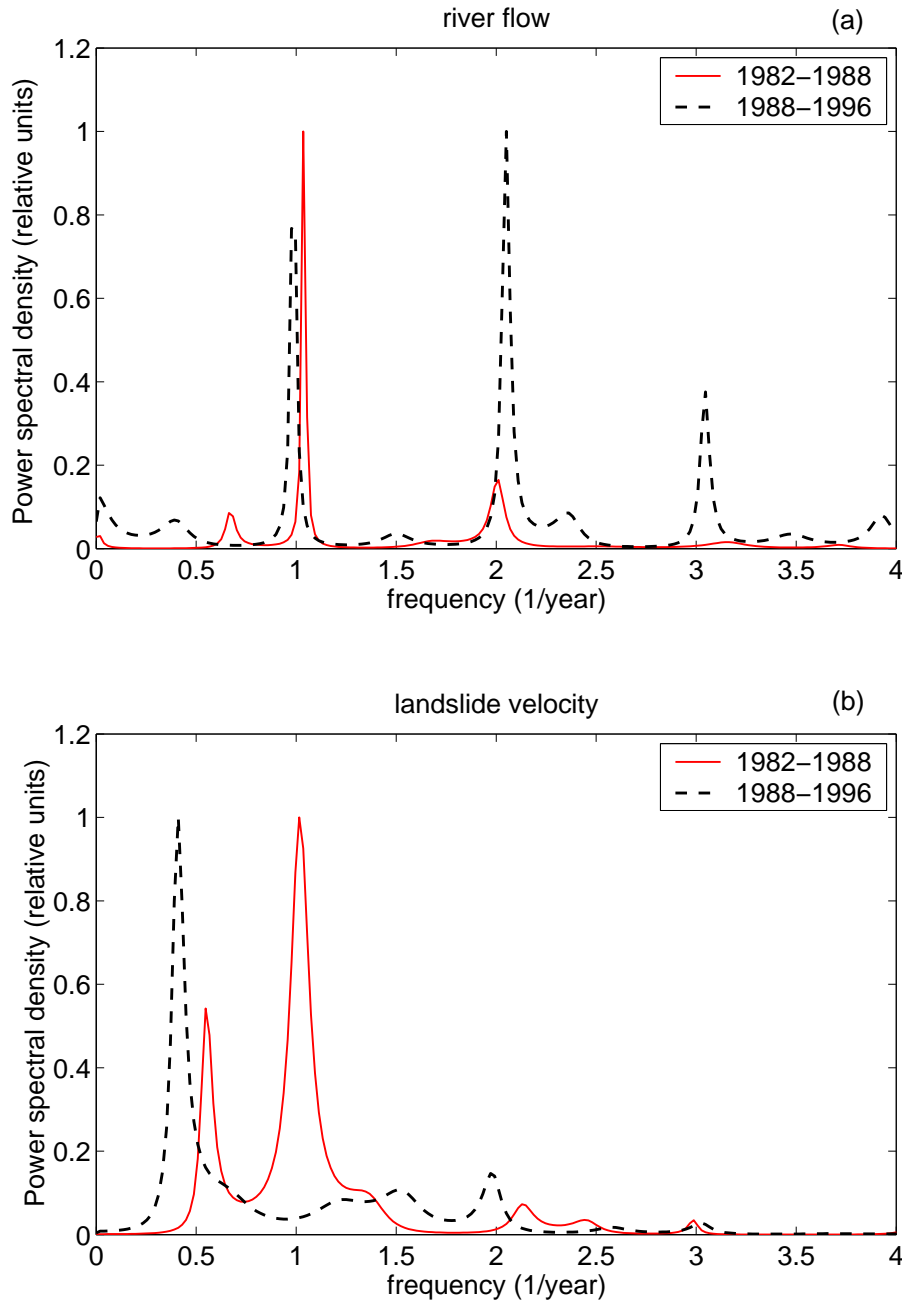 river flow
(a)
1.2
1
0.8
0.6
0.4
0.2
0
Power spectral density (relative units)
1982−1988
1988−1996
0 0.5 1 1.5 2 2.5 3 3.5 4
frequency (1/year)
landslide velocity
(b)
1.2
1
0.8
0.6
0.4
0.2
0
Power spectral density (relative units)
1982−1988
1988−1996
0 0.5 1 1.5 2 2.5 3 3.5 4
frequency (1/year)